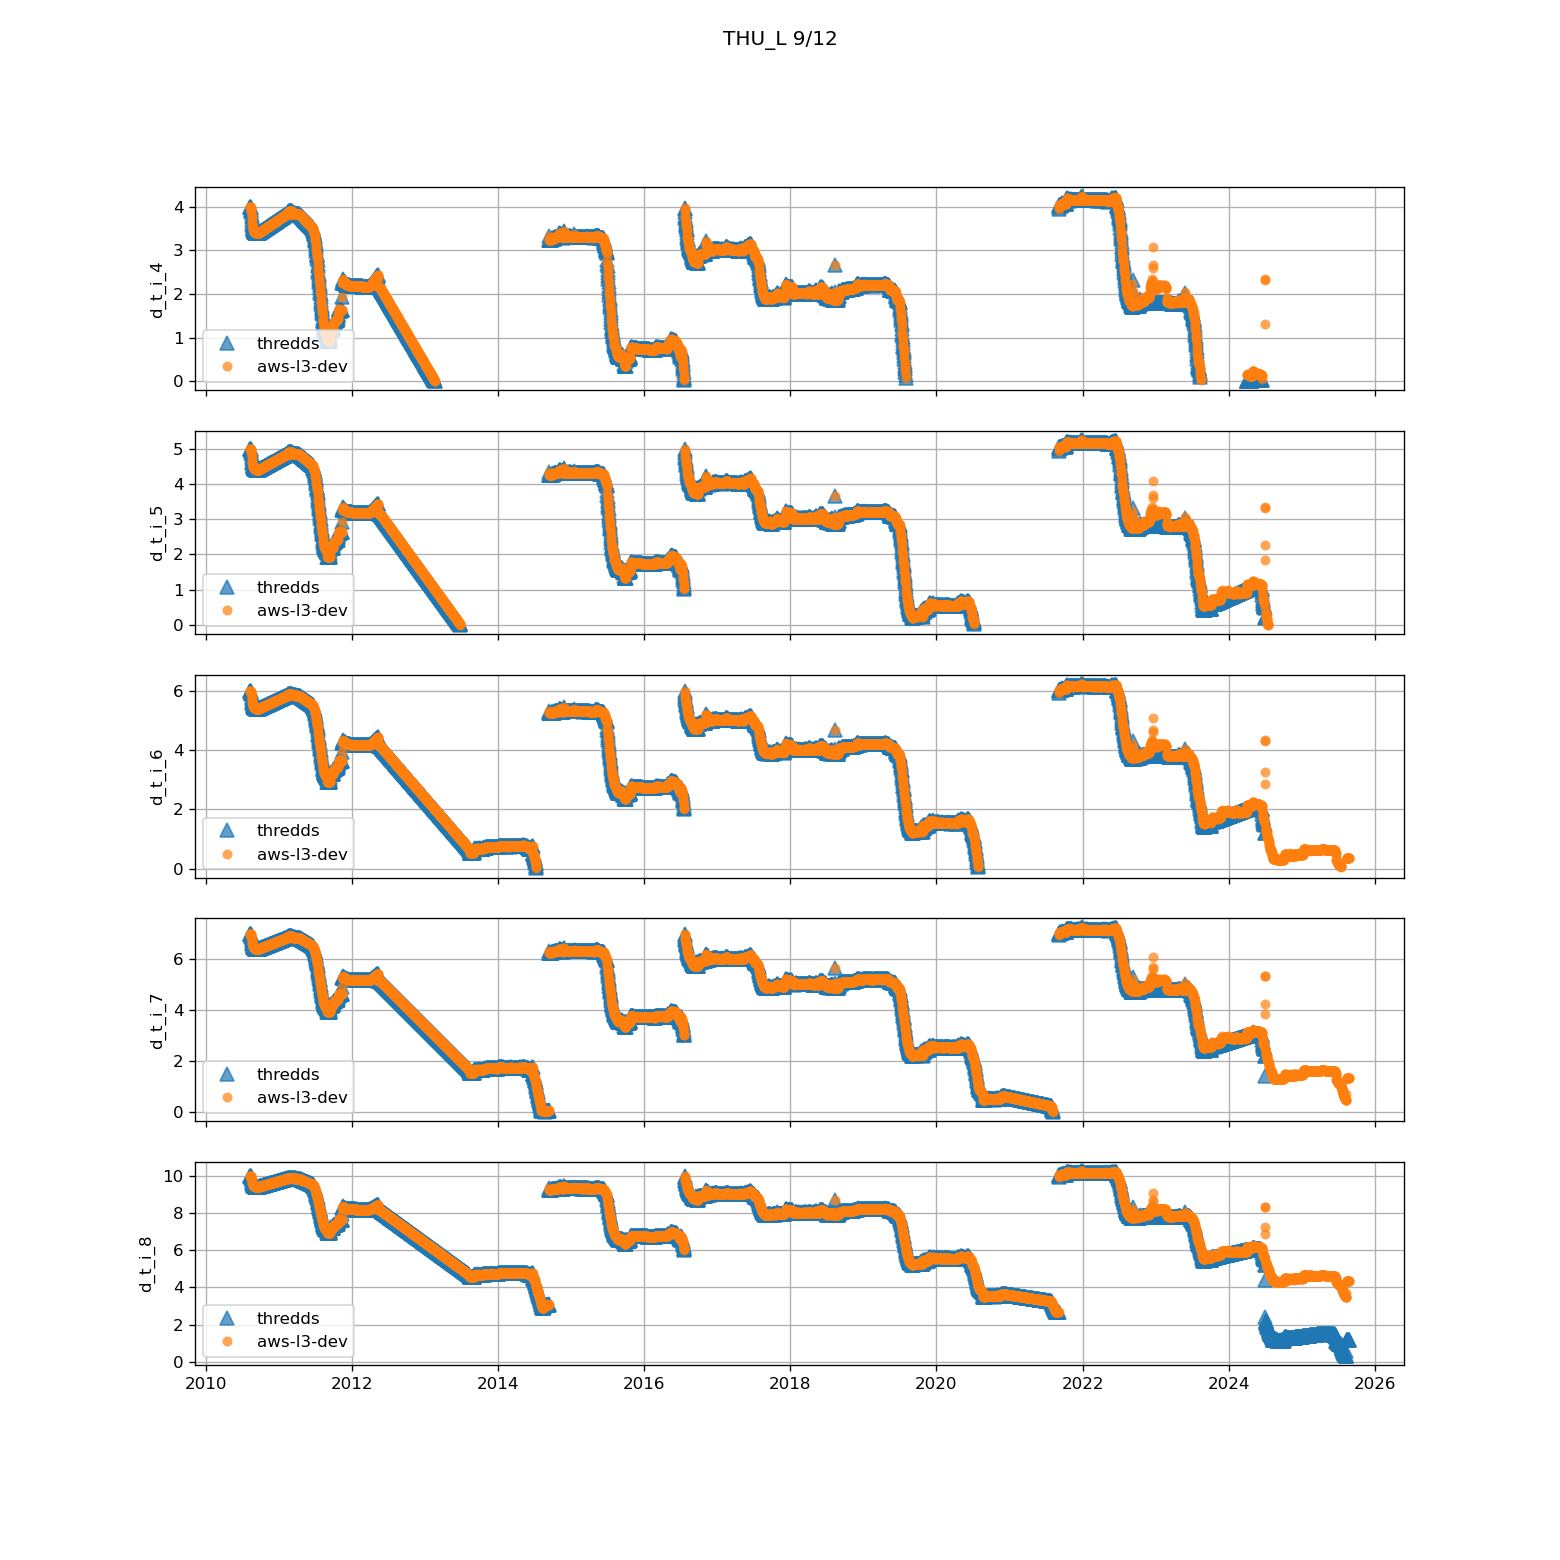 THU_L 9/12
d_t_i_4
4
3
2
1
0
thredds
aws-l3-dev
d_t_i_5
5
4
3
2
1
0
thredds
aws-l3-dev
d_t_i_6
6
4
2
0
thredds
aws-l3-dev
d_t_i_7
6
4
2
0
thredds
aws-l3-dev
d_t_i_8
10
8
6
4
2
0
thredds
aws-l3-dev
2010 2012 2014 2016 2018 2020 2022 2024 2026